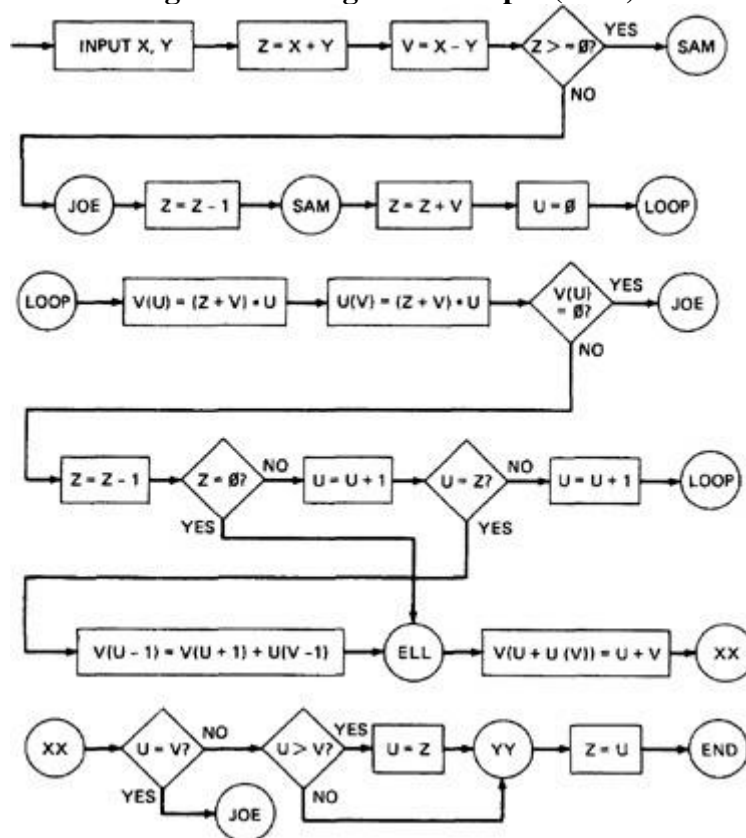 INPUT X, Y
Z = X + Y
V = X - Y
Z > = Ø?
YES
SAM
NO
JOE
Z = Z - 1
SAM
Z = Z + V
U = Ø
LOOP
LOOP
V(U) = (Z + V) * U
U(V) = (Z + V) * U
V(U)
= Ø?
YES
JOE
NO
Z = Z - 1
Z = Ø?
NO
U = U + 1
U = Z?
NO
U = U + 1
LOOP
YES
YES
V(U - 1) = V(U + 1) + U(V - 1)
ELL
V(U + U (V)) = U + V
XX
XX
U = V?
NO
U > V?
YES
U = Z
YY
Z = U
END
YES
JOE
NO